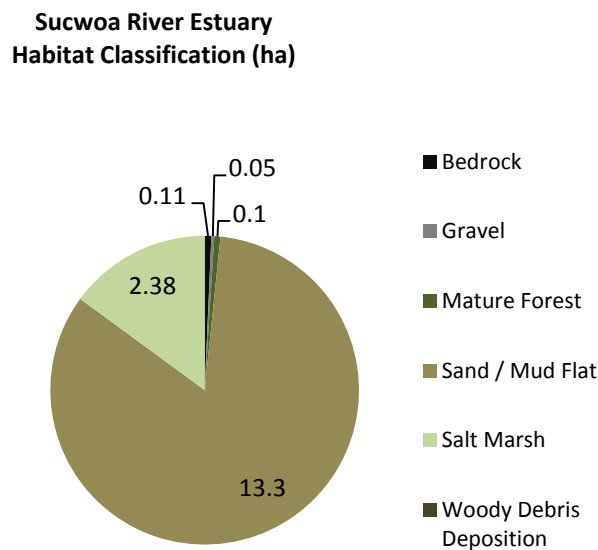 Sucwoa River Estuary
Habitat Classification (ha)
0.05
0.11
0.1
2.38
13.3
Bedrock
Gravel
Mature Forest
Sand / Mud Flat
Salt Marsh
Woody Debris
Deposition